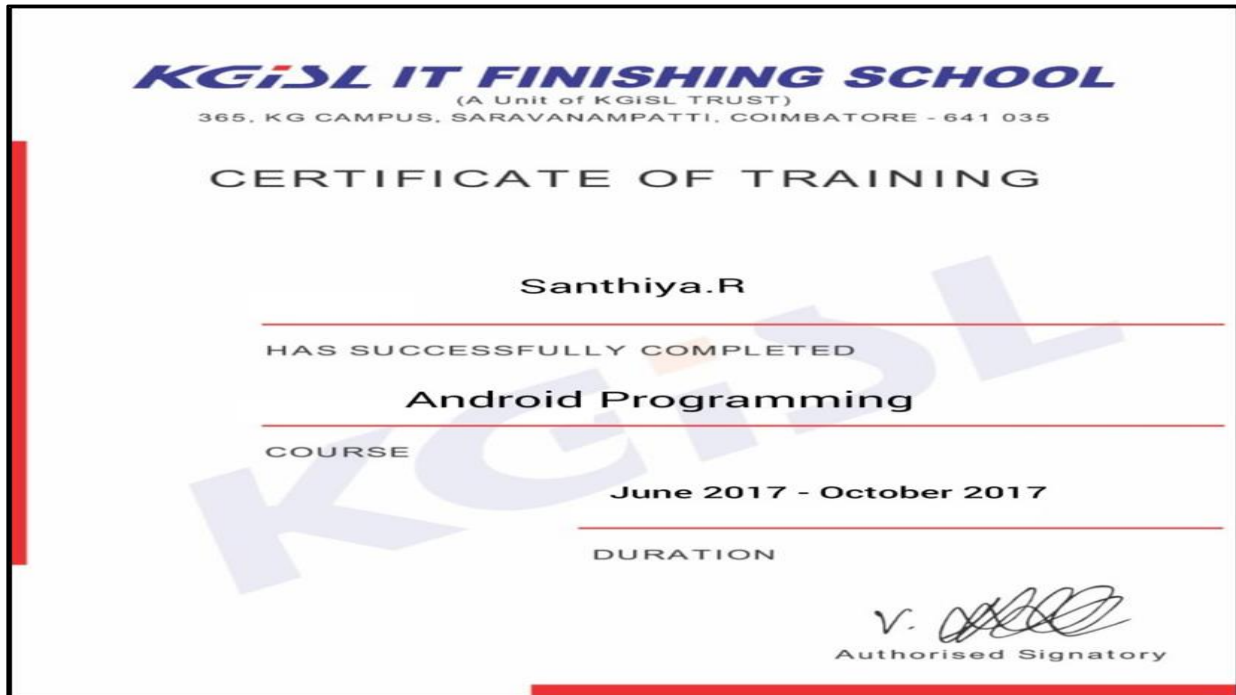 KGiSL IT FINISHING SCHOOL
(A Unit of KGiSL TRUST)
365, KG CAMPUS, SARAVANAMPATTI, COIMBATORE - 641 035
CERTIFICATE OF TRAINING
Santhiya.R
HAS SUCCESSFULLY COMPLETED
Android Programming
COURSE
June 2017 - October 2017
DURATION
V.
Authorised Signatory
KGiSL